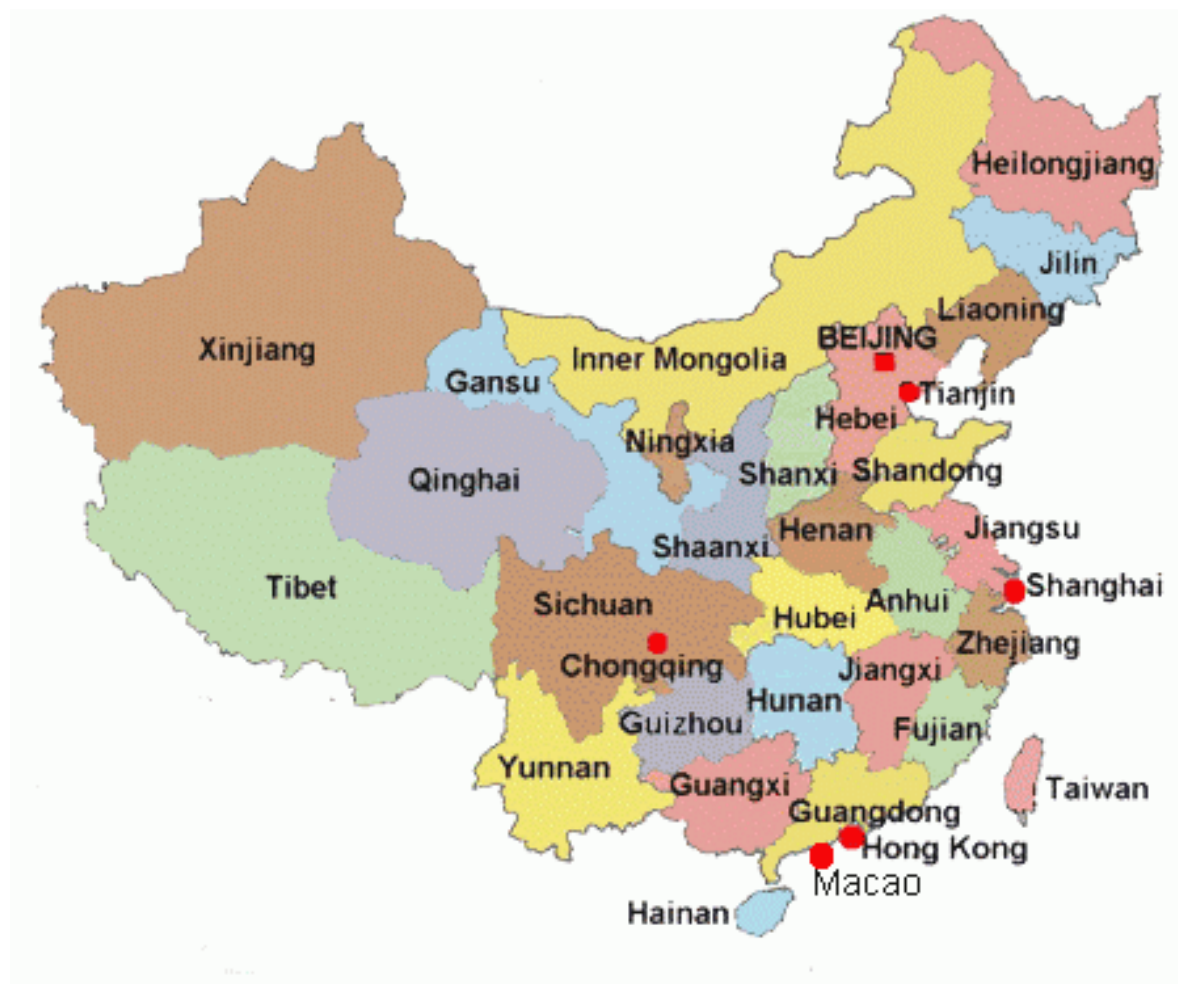 Heilongjiang
Jilin
Liaoning
BEIJING
Xinjiang
Inner Mongolia
Gansu
Tianjin
Hebei
Ningxia
Qinghai
Shanxi
Shandong
Henan
Jiangsu
Shaanxi
Tibet
Shanghai
Sichuan
Anhui
Hubei
Zhejiang
Chongqing
Jiangxi
Hunan
Guizhou
Fujian
Yunnan
Guangxi
Taiwan
Guangdong
Hong Kong
Macao
Hainan